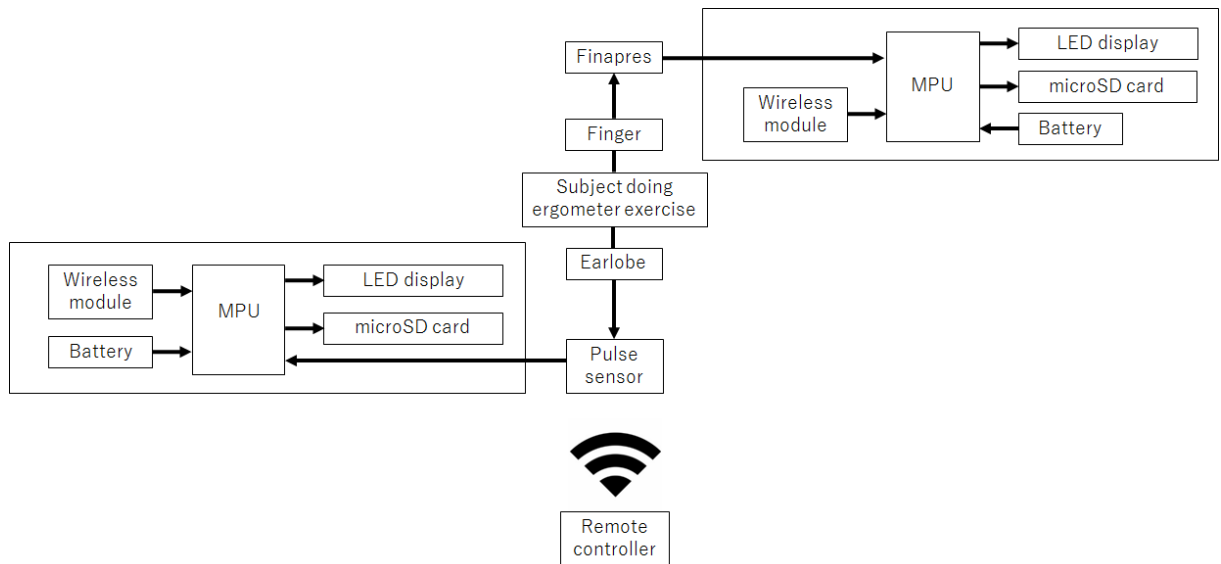 Finapres
MPU
LED display
microSD card
Wireless
module
Battery
Finger
Subject doing
ergometer exercise
Earlobe
Wireless
module
MPU
LED display
microSD card
Battery
Pulse
sensor
Remote
controller